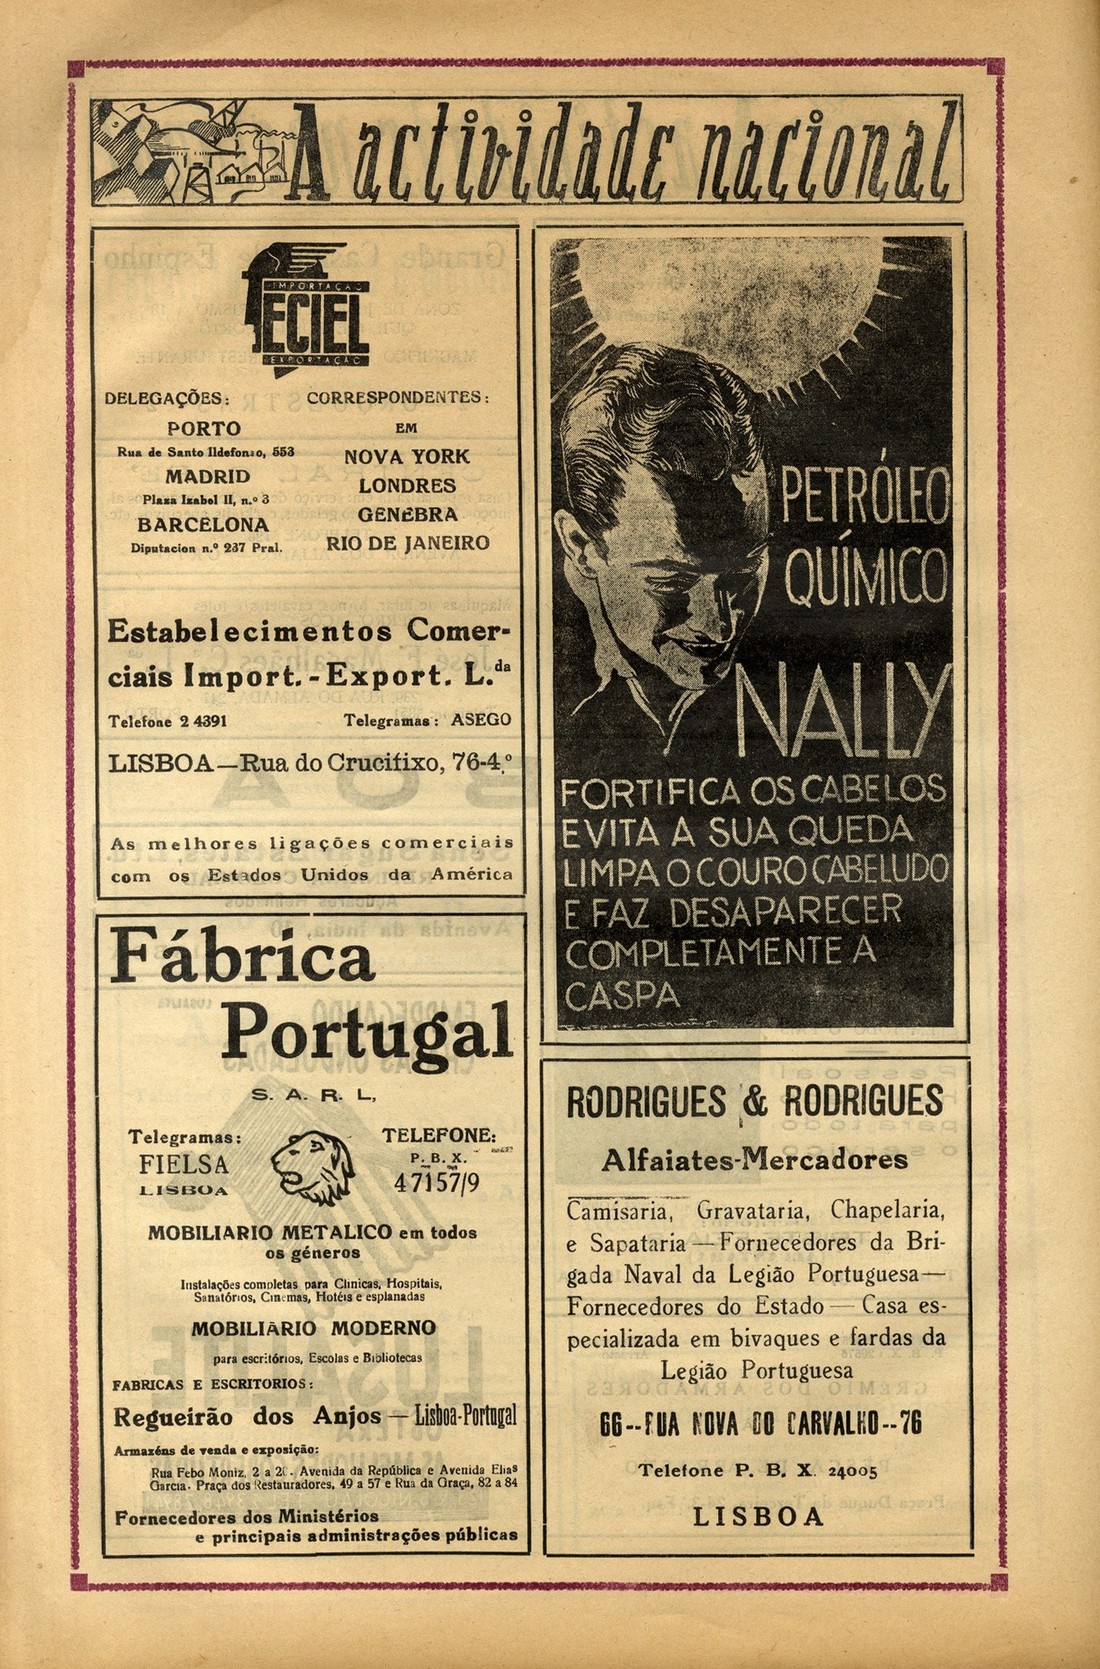 A actividade nacional
IMPORTAÇÃO
ECIEL
EXPORTAÇÃO
DELEGAÇÕES:
PORTO
Rua de Santo Ildefonso, 553
MADRID
Plaza Izabel II, n.º 3
BARCELONA
Diputacion n.º 237 Pral.
CORRESPONDENTES:
EM
NOVA YORK
LONDRES
GENEBRA
RIO DE JANEIRO
Estabelecimentos Comer-
ciais Import.-Export. L.da
Telefone 2 4391 Telegramas: ASEGO
LISBOA—Rua do Crucifixo, 76-4.º
As melhores ligações comerciais
com os Estados Unidos da América
PETRÓLEO
QUÍMICO
NALLY
FORTIFICA OS CABELOS
EVITA A SUA QUEDA
LIMPA O COURO CABELUDO
E FAZ DESAPARECER
COMPLETAMENTE A
CASPA
Fábrica
Portugal
S. A. R. L,
Telegramas:
FIELSA
LISBOA
TELEFONE:
P. B. X.
47157/9
MOBILIARIO METALICO em todos
os géneros
Instalações completas para Clinicas, Hospitais,
Sanatórios, Cinemas, Hotéis e esplanadas
MOBILIÁRIO MODERNO
para escritórios, Escolas e Bibliotecas
FABRICAS E ESCRITORIOS:
Regueirão dos Anjos — Lisboa-Portugal
Armazéns de venda e exposição:
Rua Febo Moniz, 2 a . Avenida da República e Avenida Elias
Garcia. Praça dos Restauradores, 49 a 57 e Rua da Graça, 82 a 84
Fornecedores dos Ministérios
e principais administrações públicas
RODRIGUES & RODRIGUES
Alfaiates-Mercadores
Camisaria, Gravataria, Chapelaria,
e Sapataria—Fornecedores da Bri-
gada Naval da Legião Portuguesa—
Fornecedores do Estado — Casa es-
pecializada em bivaques e fardas da
Legião Portuguesa
66--RUA NOVA DO CARVALHO--76
Telefone P. B. X. 24005
LISBOA